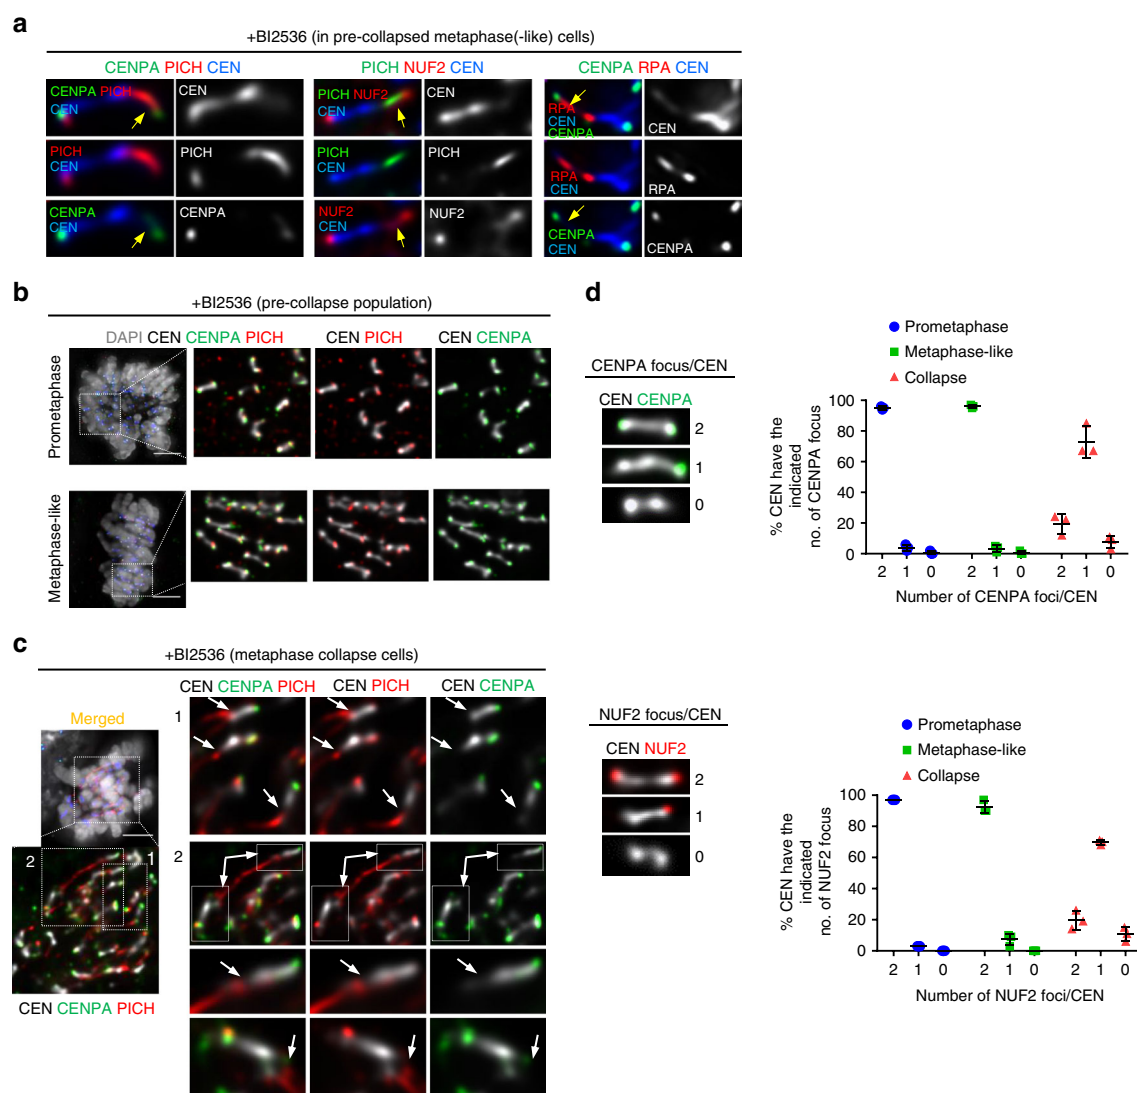 a
+BI2536 (in pre-collapsed metaphase(-like) cells)
CENPA PICH CEN
PICH NUF2 CEN
CENPA RPA CEN
CENPA PICH
CEN
CEN
PICH NUF2
CEN
CEN
RPA
CEN
CENPA
CEN
PICH
CEN
PICH
PICH
CEN
PICH
RPA
CEN
RPA
CENPA
CEN
CENPA
NUF2
CEN
NUF2
CENPA
CEN
CENPA
b
+BI2536 (pre-collapse population)
DAPI CEN CENPA PICH
CEN PICH
CEN CENPA
Prometaphase
Metaphase-like
c
+BI2536 (metaphase collapse cells)
CEN CENPA PICH
CEN PICH
CEN CENPA
Merged
1
2
2
1
CEN CENPA PICH
d
CENPA focus/CEN
CEN CENPA
2
1
0
Prometaphase
Metaphase-like
Collapse
% CEN have the
indicated
no. of CENPA focus
100
80
60
40
20
0
2 1 0 2 1 0 2 1 0
Number of CENPA foci/CEN
NUF2 focus/CEN
CEN NUF2
2
1
0
Prometaphase
Metaphase-like
Collapse
% CEN have the
indicated
no. of NUF2 focus
100
80
60
40
20
0
2 1 0 2 1 0 2 1 0
Number of NUF2 foci/CEN